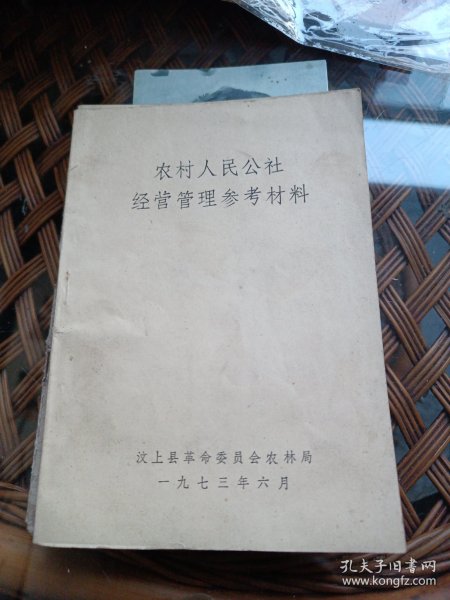 农村人民公社
经营管理参考材料
汶上县革命委员会农林局
一九七三年六月
孔夫子旧书网
www.kongfz.com